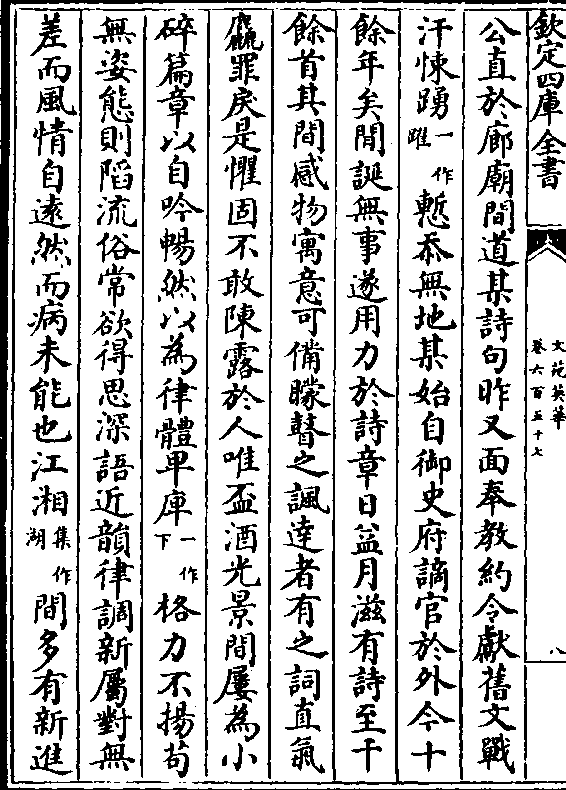 欽定四庫全書
文苑英華
卷六百五十七
八
公直於廊廟間道某詩句昨又面奉教約令獻舊文戰
汗悚踴一作躍慙忝無地某始自御史府謫官於外今十
餘年矣閒誕無事遂用力於詩章日益月滋有詩至千
餘首其間感物寓意可備矇瞽之諷達者有之詞直氣
麤罪戾是懼固不敢陳露於人唯盃酒光景間屢為小
碎篇章以自吟暢然以為律體卑庫一作下格力不揚苟
無姿態則陷流俗常欲得思深語近韻律調新屬對無
差而風情自遠然而病未能也江湘集作湖間多有新進